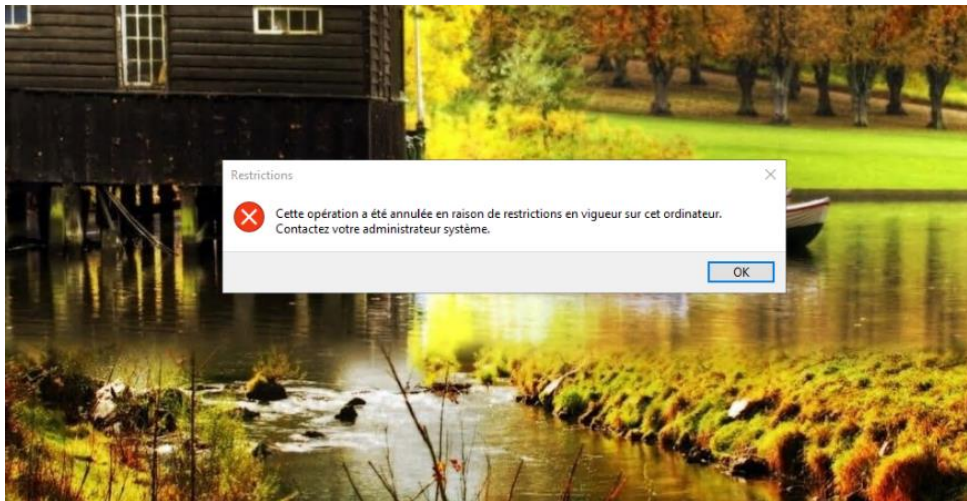 Restrictions
Cette opération a été annulée en raison de restrictions en vigueur sur cet ordinateur.
Contactez votre administrateur système.
OK